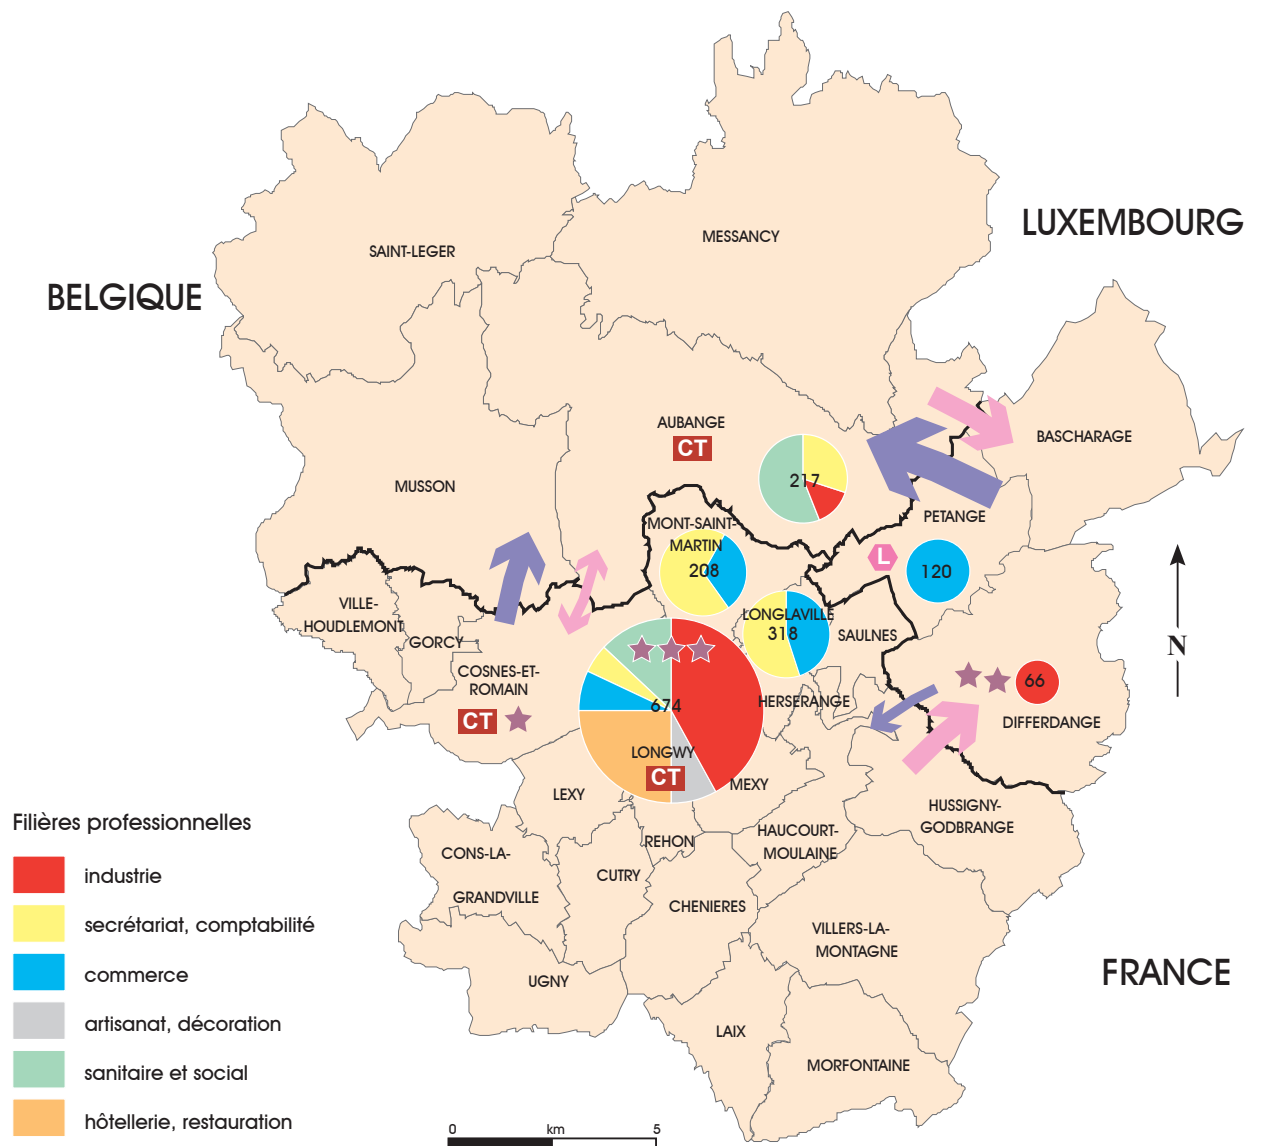 LUXEMBOURG
MESSANCY
SAINT-LEGER
BELGIQUE
AUBANGE
CT
BASCHARAGE
217
MUSSON
PETANGE
MONT-SAINT-
MARTIN
208
L
120
VILLE-
HOUDLEMONT
GORCY
LONGLAVILLE
318
SAULNES
N
COSNES-ET-
ROMAIN
CT
674
HERSERANGE
66
DIFFERDANGE
LONGWY
CT
MEXY
LEXY
HUSSIGNY-
GODBRANGE
REHON
HAUCOURT-
MOULAINE
CONS-LA-
GRANDVILLE
CUTRY
CHENIERES
VILLERS-LA-
MONTAGNE
FRANCE
UGNY
LAIX
MORFONTAINE
Filières professionnelles
industrie
secrétariat, comptabilité
commerce
artisanat, décoration
sanitaire et social
hôtellerie, restauration
0 km 5